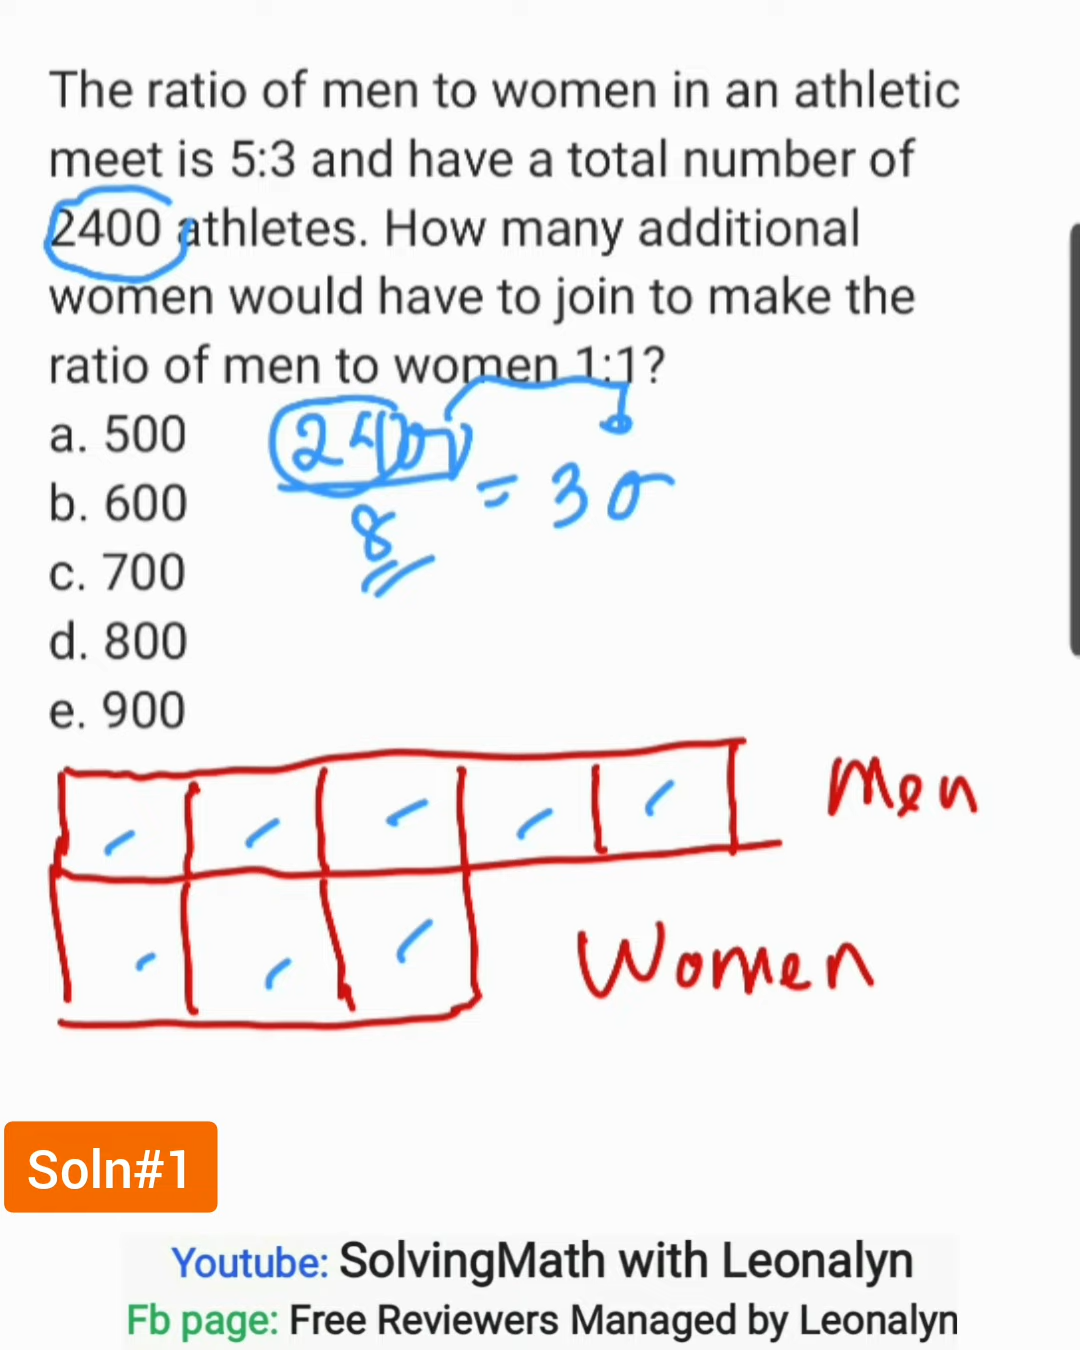 The ratio of men to women in an athletic
meet is 5:3 and have a total number of
2400 athletes. How many additional
women would have to join to make the
ratio of men to women 1:1?
a. 500
2400
b. 600
= 30
8
c. 700
d. 800
e. 900
Men
Women
Soln#1
Youtube: SolvingMath with Leonalyn
Fb page: Free Reviewers Managed by Leonalyn